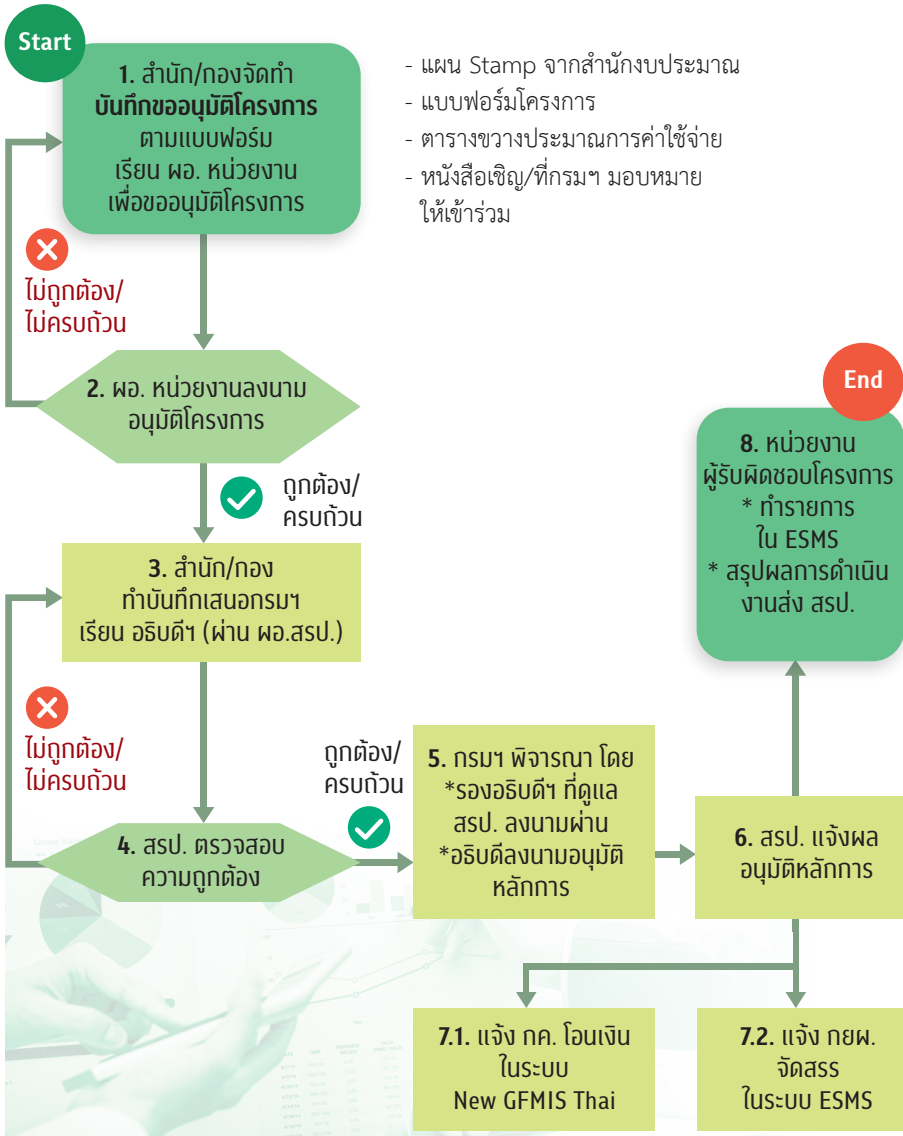 Start
1. สำนัก/กองจัดทำ
บันทึกขออนุมัติโครงการ
ตามแบบฟอร์ม
เรียน ผอ. หน่วยงาน
เพื่อขออนุมัติโครงการ
- แผน Stamp จากสำนักงบประมาณ
- แบบฟอร์มโครงการ
- ตารางขวางประมาณการค่าใช้จ่าย
- หนังสือเชิญ/ที่กรมฯ มอบหมาย
ให้เข้าร่วม
ไม่ถูกต้อง/
ไม่ครบถ้วน
2. ผอ. หน่วยงานลงนาม
อนุมัติโครงการ
ถูกต้อง/
ครบถ้วน
3. สำนัก/กอง
ทำบันทึกเสนอกรมฯ
เรียน อธิบดีฯ (ผ่าน ผอ.สรป.)
ไม่ถูกต้อง/
ไม่ครบถ้วน
4. สรป. ตรวจสอบ
ความถูกต้อง
ถูกต้อง/
ครบถ้วน
5. กรมฯ พิจารณา โดย
*รองอธิบดีฯ ที่ดูแล
สรป. ลงนามผ่าน
*อธิบดีลงนามอนุมัติ
หลักการ
6. สรป. แจ้งผล
อนุมัติหลักการ
7.1. แจ้ง กค. โอนเงิน
ในระบบ
New GFMIS Thai
7.2. แจ้ง กยผ.
จัดสรร
ในระบบ ESMS
End
8. หน่วยงาน
ผู้รับผิดชอบโครงการ
* ทำรายการ
ใน ESMS
* สรุปผลการดำเนิน
งานส่ง สรป.